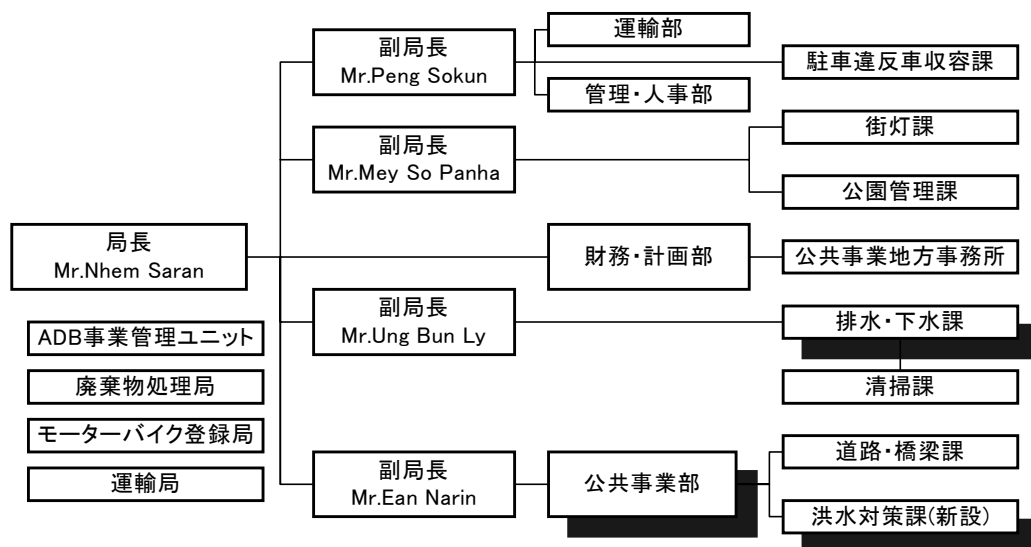 運輸部
副局長
Mr.Peng Sokun
駐車違反車収容課
管理・人事部
街灯課
副局長
Mr.Mey So Panha
公園管理課
局長
Mr.Nhem Saran
財務・計画部
公共事業地方事務所
副局長
Mr.Ung Bun Ly
排水・下水課
ADB事業管理ユニット
廃棄物処理局
清掃課
モーターバイク登録局
道路・橋梁課
運輸局
副局長
Mr.Ean Narin
公共事業部
洪水対策課(新設)